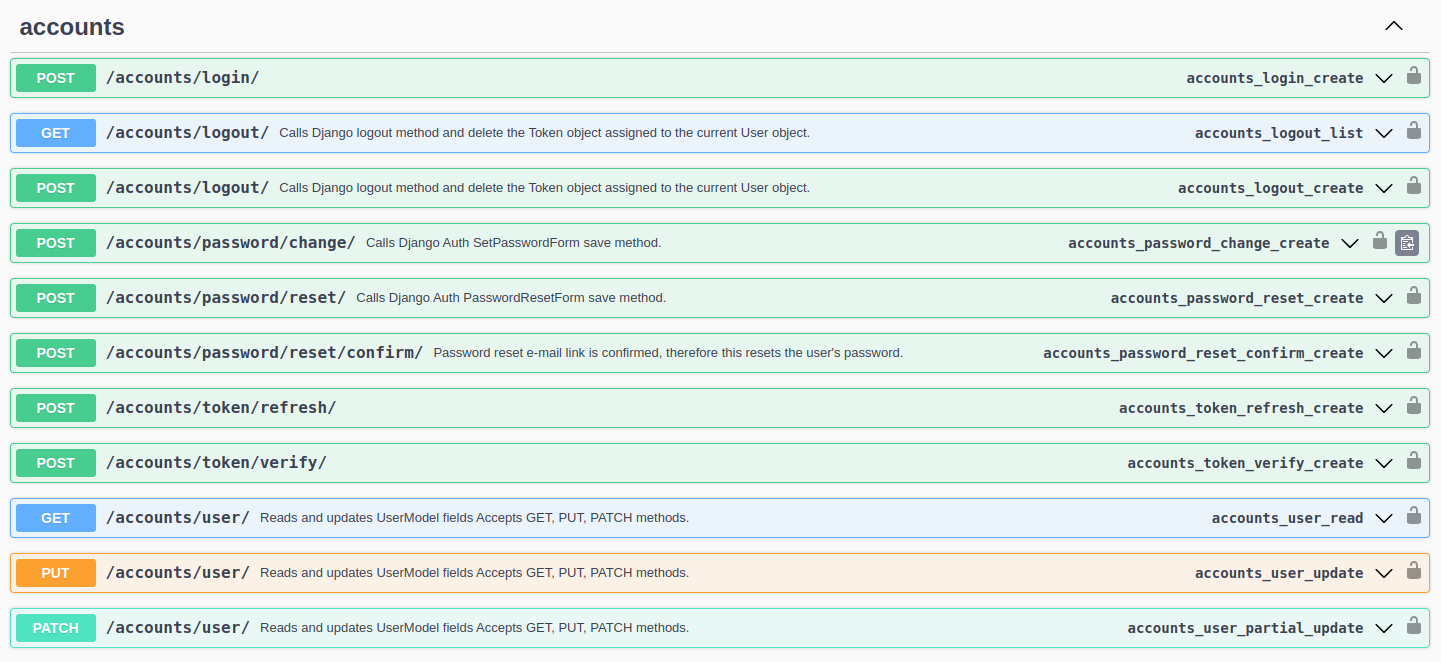 accounts
POST /accounts/login/ accounts_login_create
GET /accounts/logout/ Calls Django logout method and delete the Token object assigned to the current User object. accounts_logout_list
POST /accounts/logout/ Calls Django logout method and delete the Token object assigned to the current User object. accounts_logout_create
POST /accounts/password/change/ Calls Django Auth SetPasswordForm save method. accounts_password_change_create
POST /accounts/password/reset/ Calls Django Auth PasswordResetForm save method. accounts_password_reset_create
POST /accounts/password/reset/confirm/ Password reset e-mail link is confirmed, therefore this resets the user's password. accounts_password_reset_confirm_create
POST /accounts/token/refresh/ accounts_token_refresh_create
POST /accounts/token/verify/ accounts_token_verify_create
GET /accounts/user/ Reads and updates UserModel fields Accepts GET, PUT, PATCH methods. accounts_user_read
PUT /accounts/user/ Reads and updates UserModel fields Accepts GET, PUT, PATCH methods. accounts_user_update
PATCH /accounts/user/ Reads and updates UserModel fields Accepts GET, PUT, PATCH methods. accounts_user_partial_update